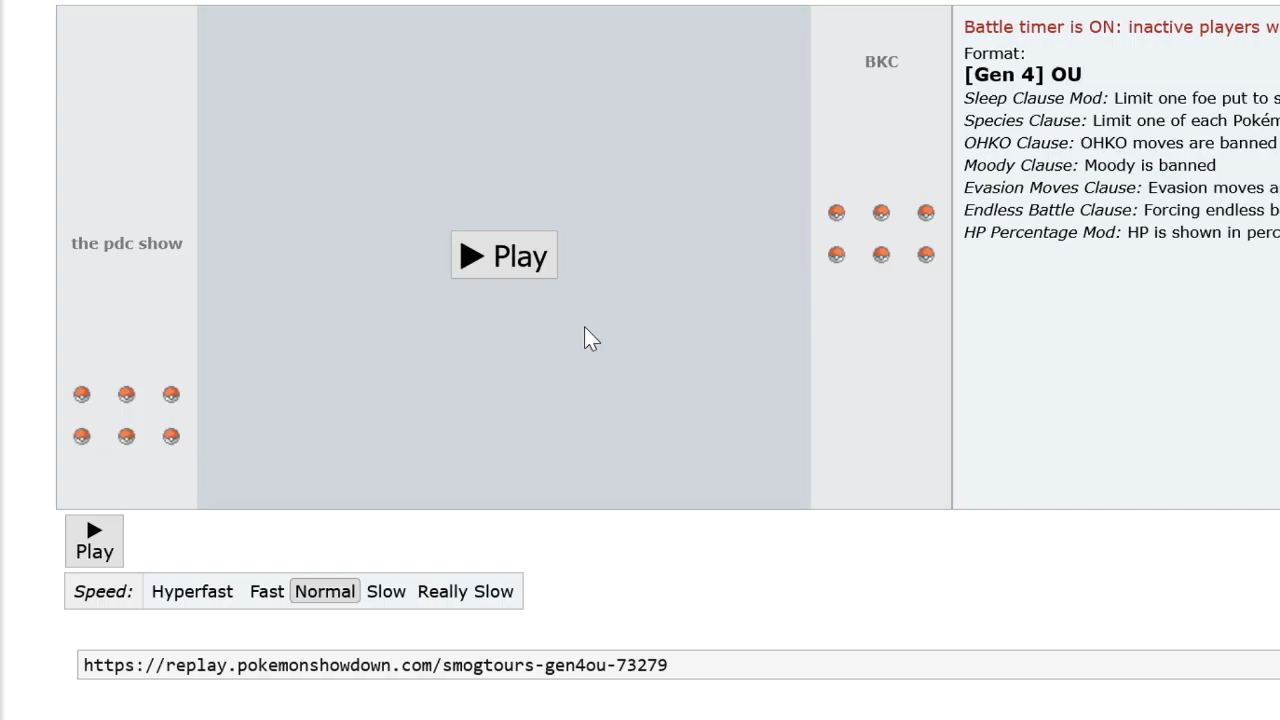 the pdc show
Play
BKC
Battle timer is ON: inactive players w
Format:
[Gen 4] OU
Sleep Clause Mod: Limit one foe put to s
Species Clause: Limit one of each Pokém
OHKO Clause: OHKO moves are banned
Moody Clause: Moody is banned
Evasion Moves Clause: Evasion moves a
Endless Battle Clause: Forcing endless b
HP Percentage Mod: HP is shown in perc
Play
Speed: Hyperfast Fast Normal Slow Really Slow
https://replay.pokemonshowdown.com/smogtours-gen4ou-73279